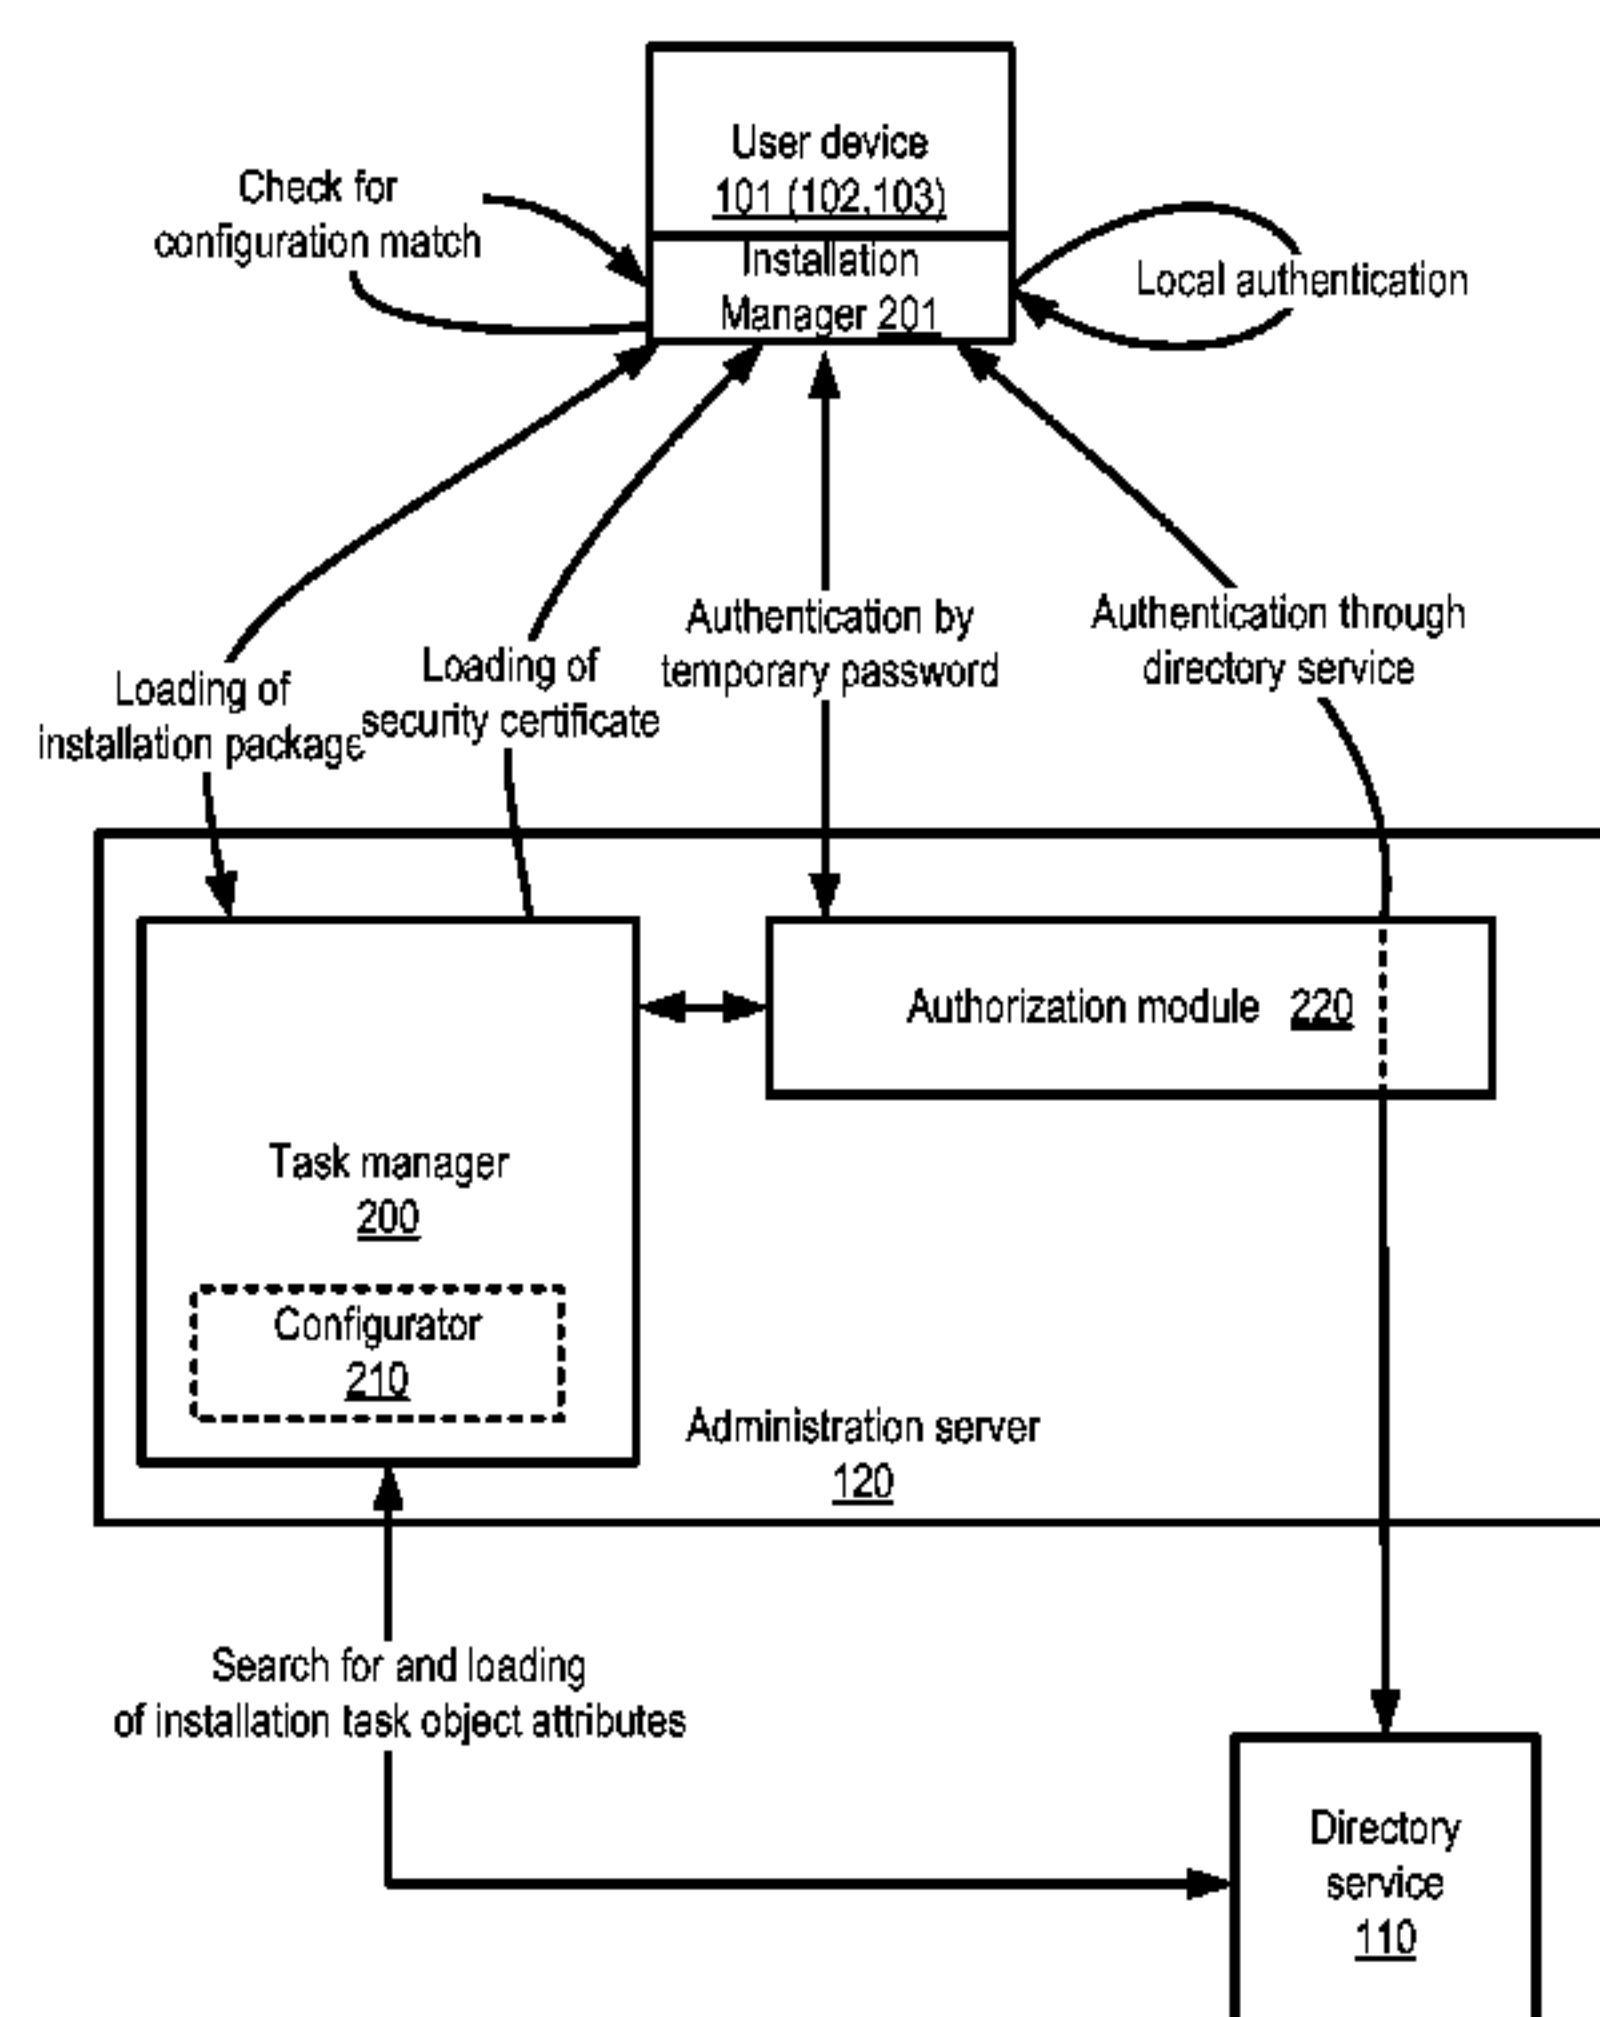 User device
101 (102,103)
Installation
Manager 201
Check for
configuration match
Local authentication
Loading of
installation package
Loading of
security certificate
Authentication by
temporary password
Authentication through
directory service
Authorization module 220
Task manager
200
Configurator
210
Administration server
120
Search for and loading
of installation task object attributes
Directory
service
110